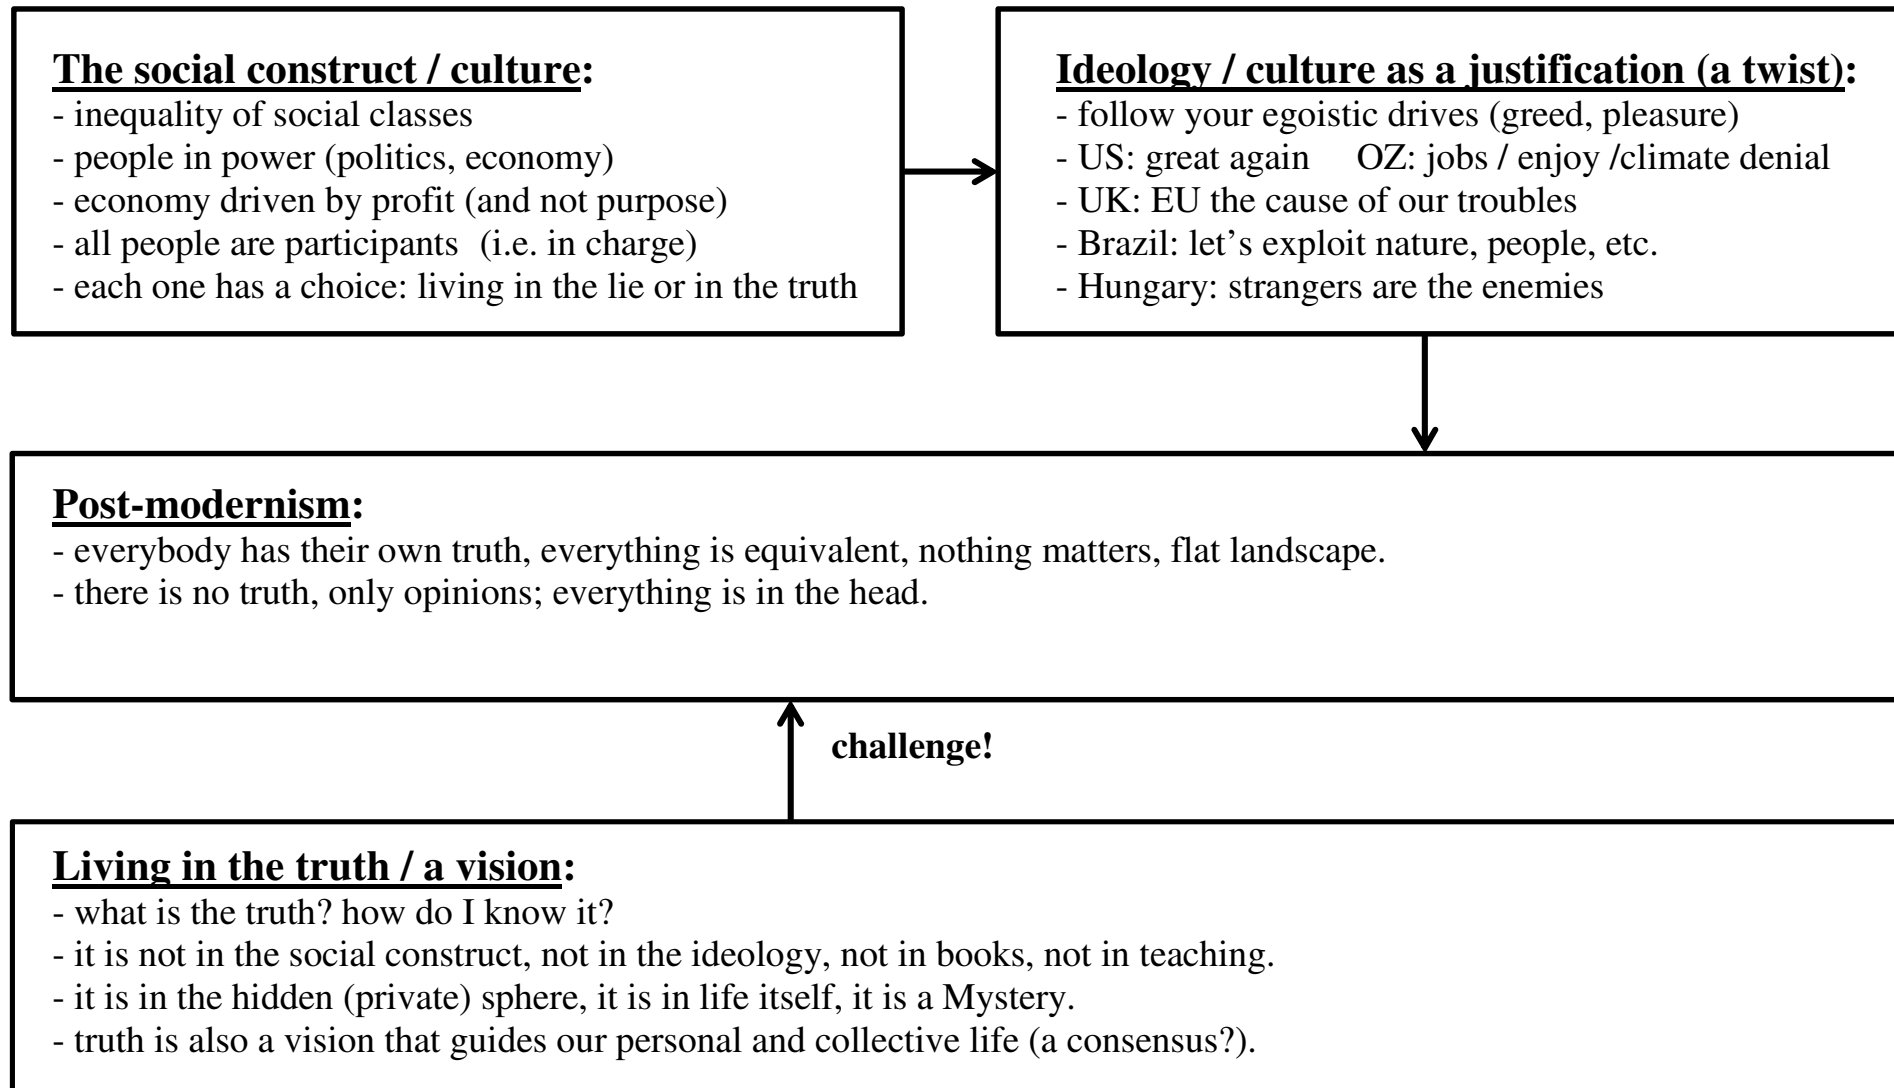 The social construct / culture:
- inequality of social classes
- people in power (politics, economy)
- economy driven by profit (and not purpose)
- all people are participants (i.e. in charge)
- each one has a choice: living in the lie or in the truth
Ideology / culture as a justification (a twist):
- follow your egoistic drives (greed, pleasure)
- US: great again OZ: jobs / enjoy /climate denial
- UK: EU the cause of our troubles
- Brazil: let’s exploit nature, people, etc.
- Hungary: strangers are the enemies
Post-modernism:
- everybody has their own truth, everything is equivalent, nothing matters, flat landscape.
- there is no truth, only opinions; everything is in the head.
challenge!
Living in the truth / a vision:
- what is the truth? how do I know it?
- it is not in the social construct, not in the ideology, not in books, not in teaching.
- it is in the hidden (private) sphere, it is in life itself, it is a Mystery.
- truth is also a vision that guides our personal and collective life (a consensus?).